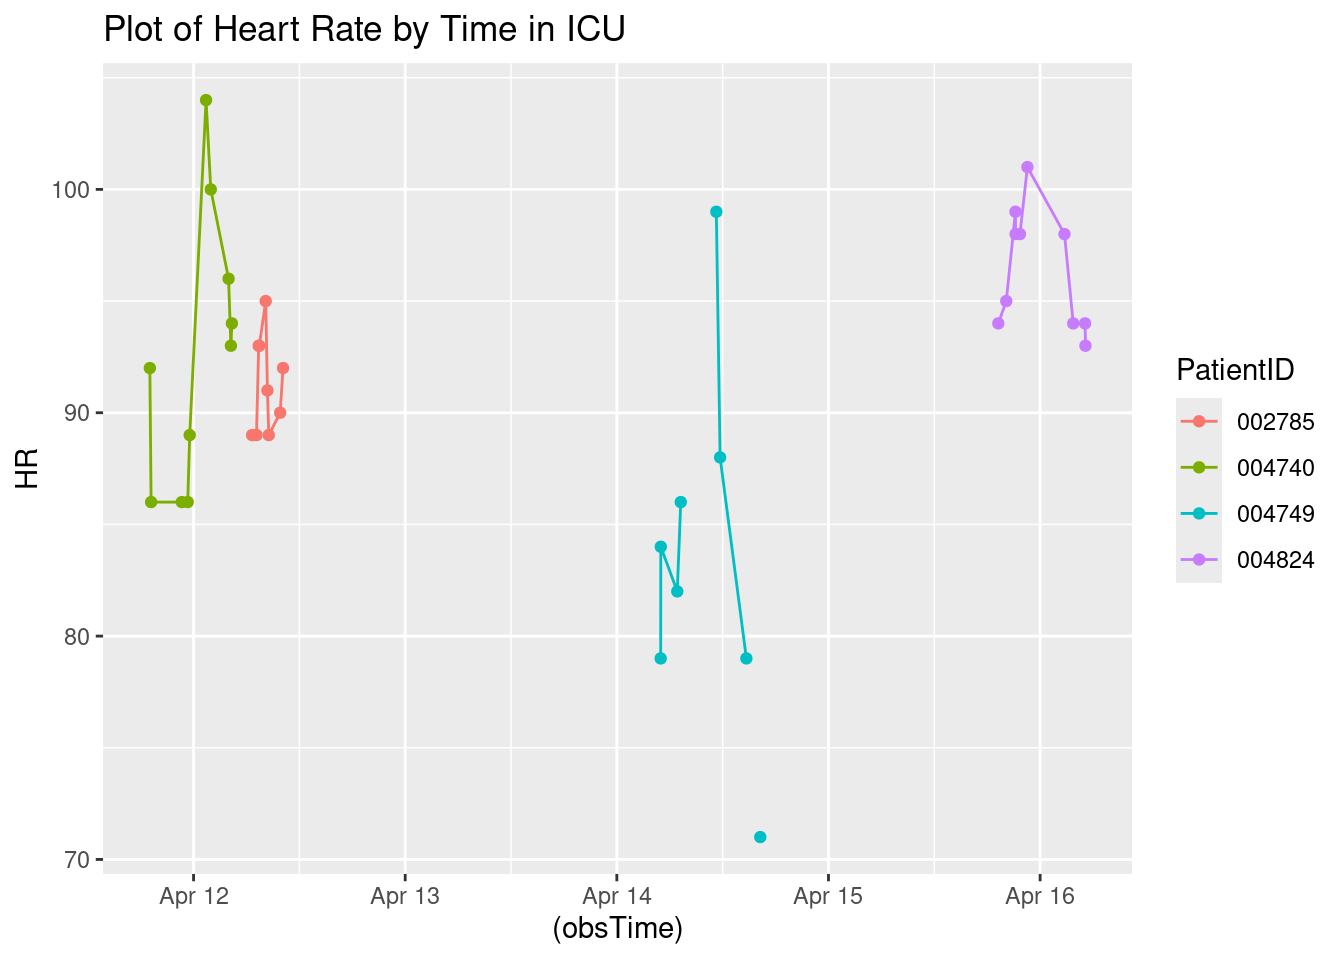 Plot of Heart Rate by Time in ICU
HR
100
90
80
70
Apr 12
Apr 13
Apr 14
Apr 15
Apr 16
(obsTime)
PatientID
002785
004740
004749
004824